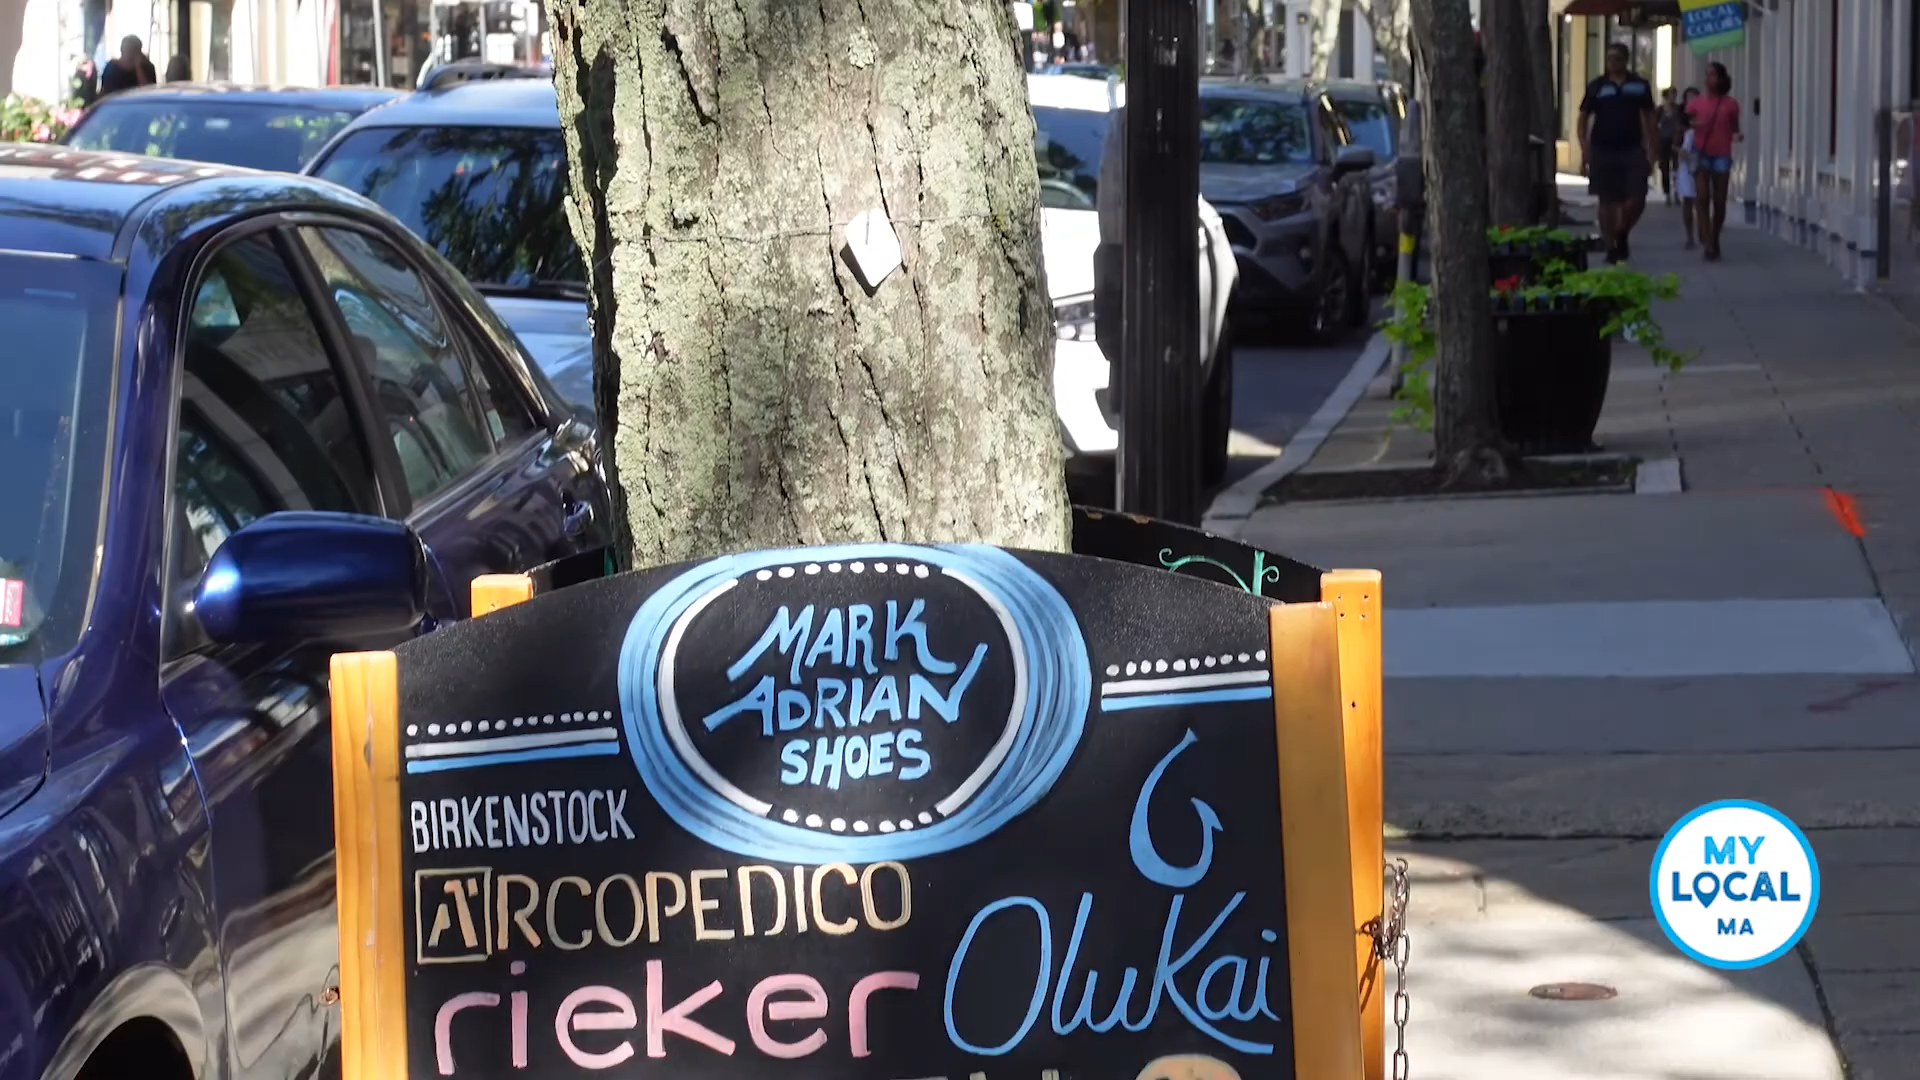 LOCAL
COLORS
MARK
ADRIAN
SHOES
BIRKENSTOCK
ARCOPEDICO
rieker
OluKai
MY
LOCAL
MA